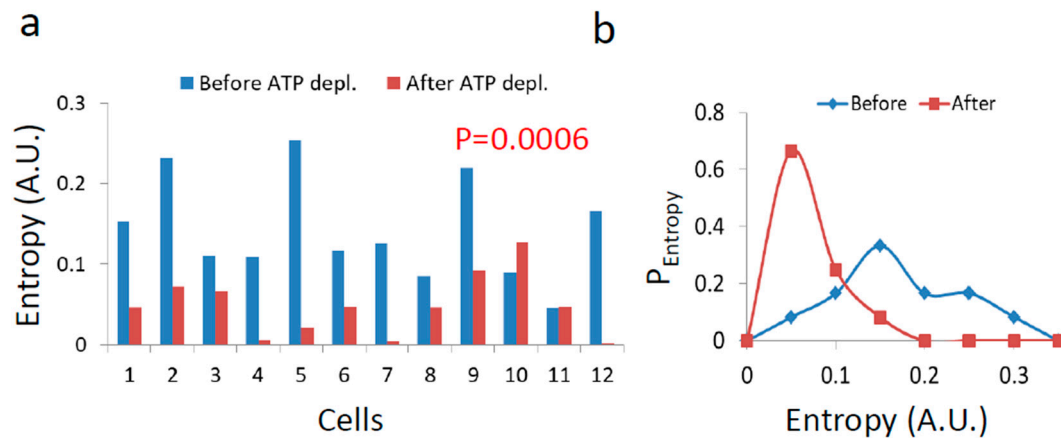 a
Before ATP depl. After ATP depl.
P=0.0006
Entropy (A.U.)
0.3
0.2
0.1
0
1 2 3 4 5 6 7 8 9 10 11 12
Cells
b
Before After
P Entropy
0.8
0.6
0.4
0.2
0
0 0.1 0.2 0.3
Entropy (A.U.)